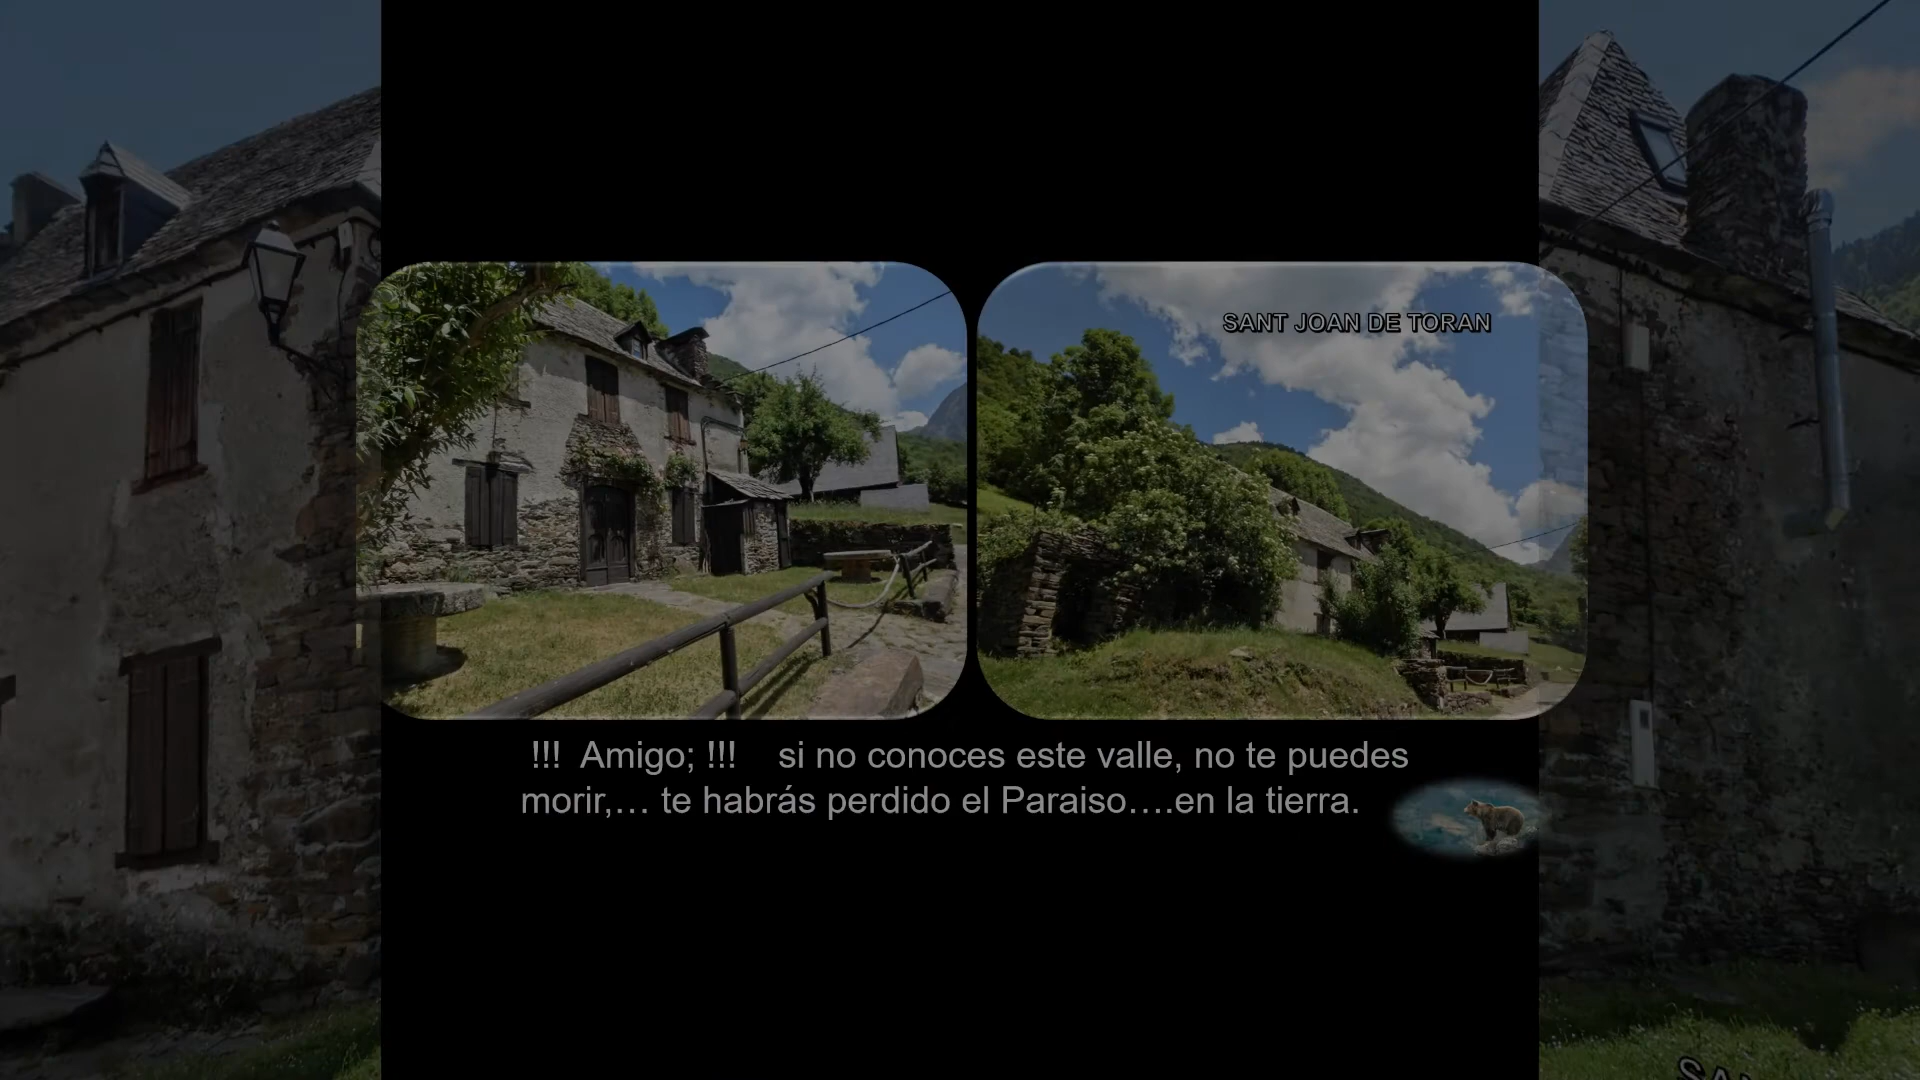 SANT JOAN DE TORAN
!!! Amigo; !!! si no conoces este valle, no te puedes
morir,… te habrás perdido el Paraiso….en la tierra.